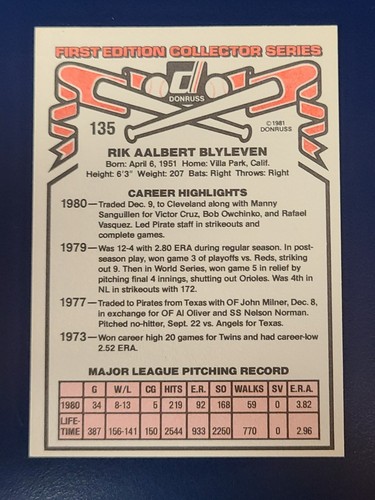 FIRST EDITION COLLECTOR SERIES
d
DONRUSS
135
©1981
DONRUSS
RIK AALBERT BLYLEVEN
Born: April 6, 1951 Home: Villa Park, Calif.
Height: 6'3" Weight: 207 Bats: Right Throws: Right
CAREER HIGHLIGHTS
1980—Traded Dec. 9, to Cleveland along with Manny
Sanguillen for Victor Cruz, Bob Owchinko, and Rafael
Vasquez. Led Pirate staff in strikeouts and
complete games.
1979—Was 12-4 with 2.80 ERA during regular season. In post-
season play, won game 3 of playoffs vs. Reds, striking
out 9. Then in World Series, won game 5 in relief by
pitching final 4 innings, shutting out Orioles. Was 4th in
NL in strikeouts with 172.
1977—Traded to Pirates from Texas with OF John Milner, Dec. 8,
in exchange for OF Al Oliver and SS Nelson Norman.
Pitched no-hitter, Sept. 22 vs. Angels for Texas.
1973—Won career high 20 games for Twins and had career-low
2.52 ERA.
MAJOR LEAGUE PITCHING RECORD
G W/L CG HITS E.R. SO WALKS SV E.R.A.
1980 34 8-13 5 219 92 168 59 0 3.82
LIFE-
TIME 387 156-141 150 2544 933 2250 770 0 2.96